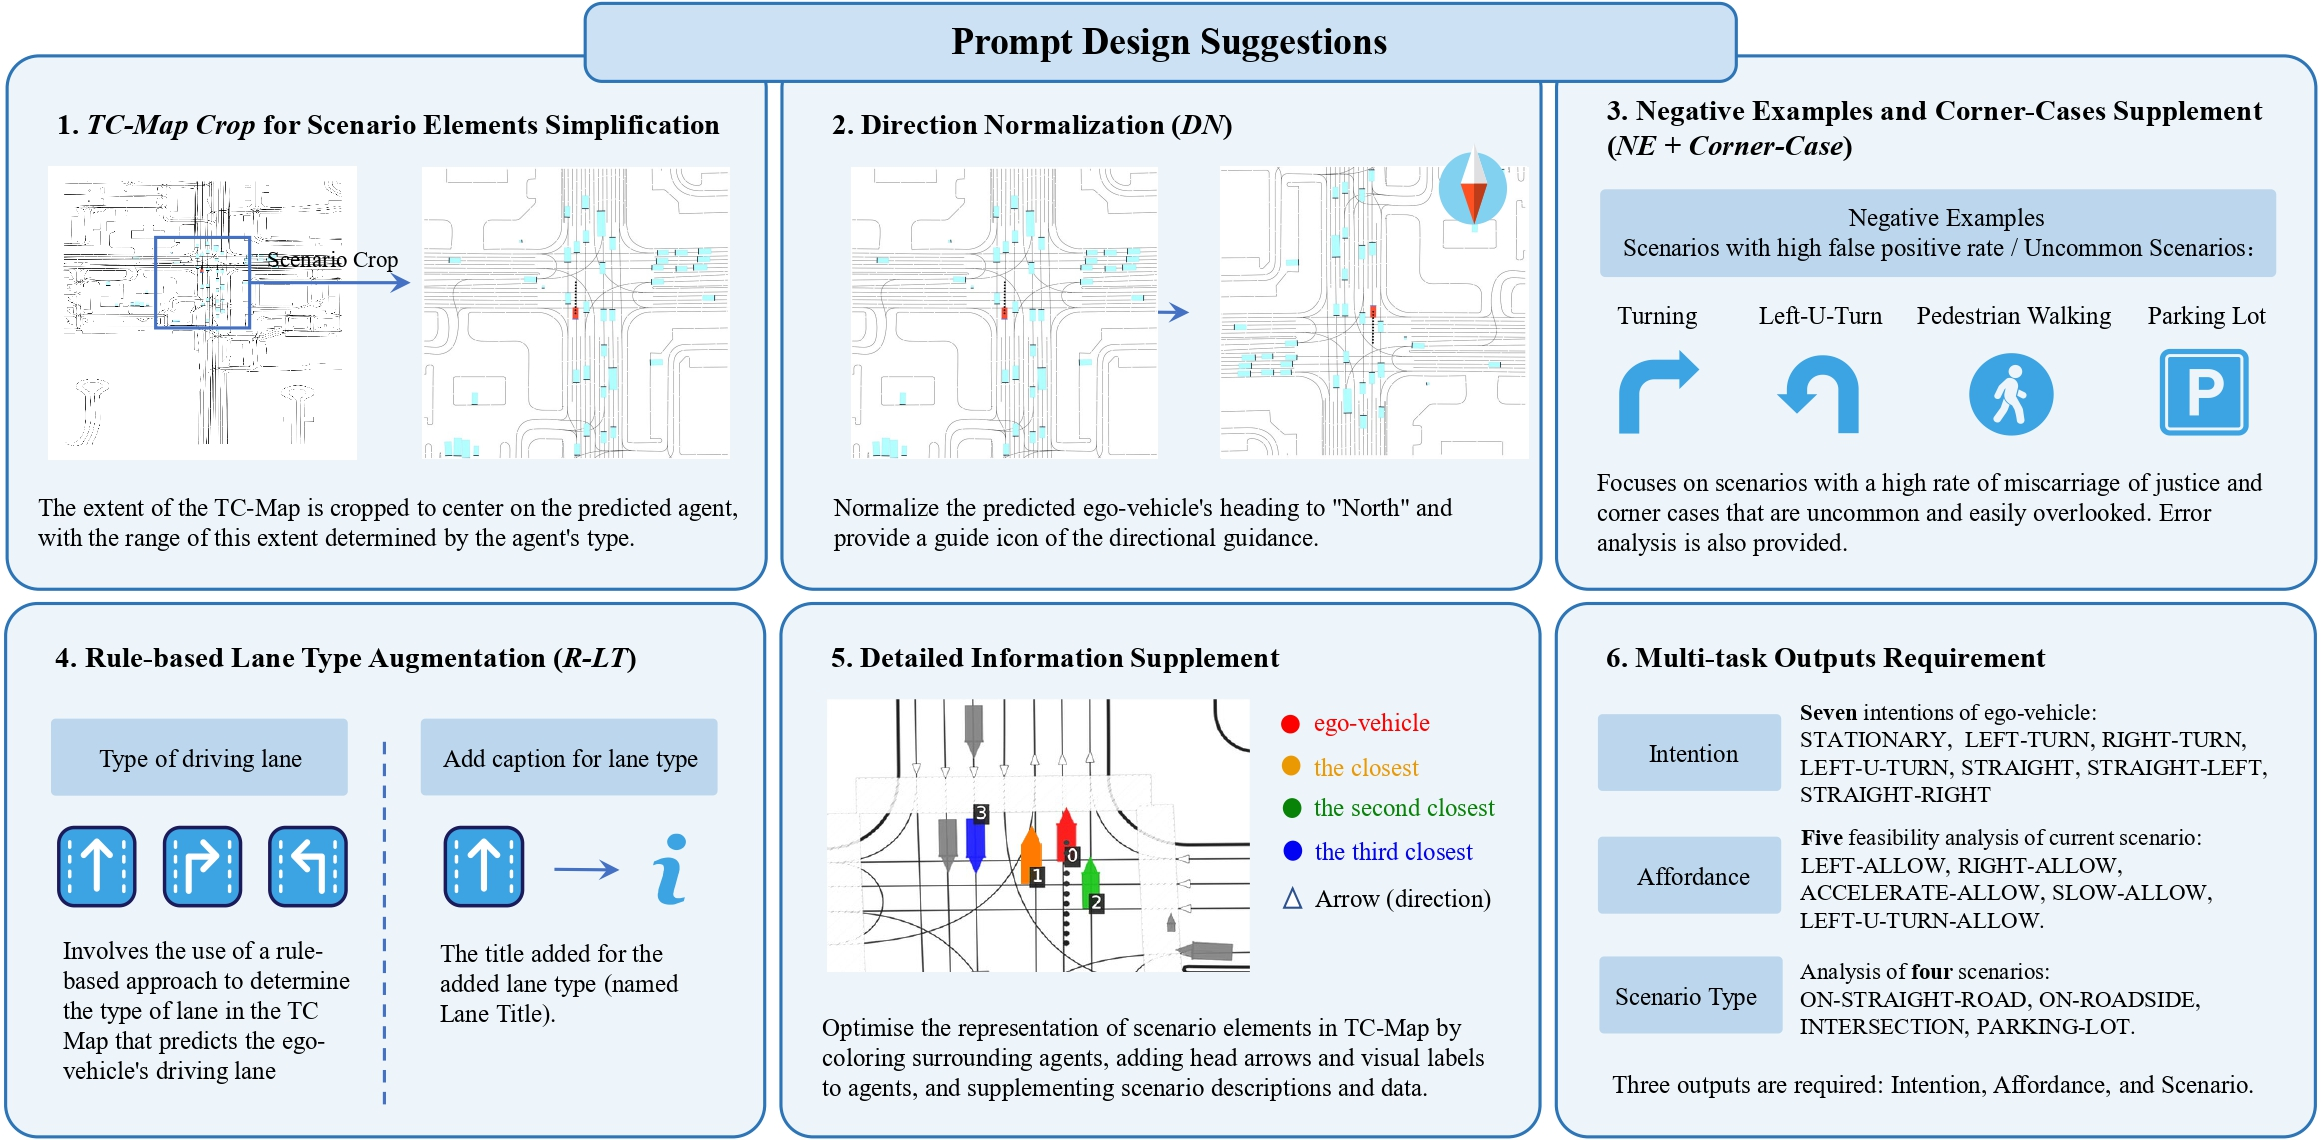 Prompt Design Suggestions
1. TC-Map Crop for Scenario Elements Simplification
Scenario Crop
The extent of the TC-Map is cropped to center on the predicted agent,
with the range of this extent determined by the agent's type.
2. Direction Normalization (DN)
Normalize the predicted ego-vehicle's heading to "North" and
provide a guide icon of the directional guidance.
3. Negative Examples and Corner-Cases Supplement
(NE + Corner-Case)
Negative Examples
Scenarios with high false positive rate / Uncommon Scenarios:
Turning
Left-U-Turn
Pedestrian Walking
Parking Lot
P
Focuses on scenarios with a high rate of miscarriage of justice and
corner cases that are uncommon and easily overlooked. Error
analysis is also provided.
4. Rule-based Lane Type Augmentation (R-LT)
Type of driving lane
Involves the use of a rule-
based approach to determine
the type of lane in the TC
Map that predicts the ego-
vehicle's driving lane
Add caption for lane type
i
The title added for the
added lane type (named
Lane Title).
5. Detailed Information Supplement
3
0
1
2
ego-vehicle
the closest
the second closest
the third closest
Arrow (direction)
Optimise the representation of scenario elements in TC-Map by
coloring surrounding agents, adding head arrows and visual labels
to agents, and supplementing scenario descriptions and data.
6. Multi-task Outputs Requirement
Intention
Seven intentions of ego-vehicle:
STATIONARY, LEFT-TURN, RIGHT-TURN,
LEFT-U-TURN, STRAIGHT, STRAIGHT-LEFT,
STRAIGHT-RIGHT
Affordance
Five feasibility analysis of current scenario:
LEFT-ALLOW, RIGHT-ALLOW,
ACCELERATE-ALLOW, SLOW-ALLOW,
LEFT-U-TURN-ALLOW.
Scenario Type
Analysis of four scenarios:
ON-STRAIGHT-ROAD, ON-ROADSIDE,
INTERSECTION, PARKING-LOT.
Three outputs are required: Intention, Affordance, and Scenario.